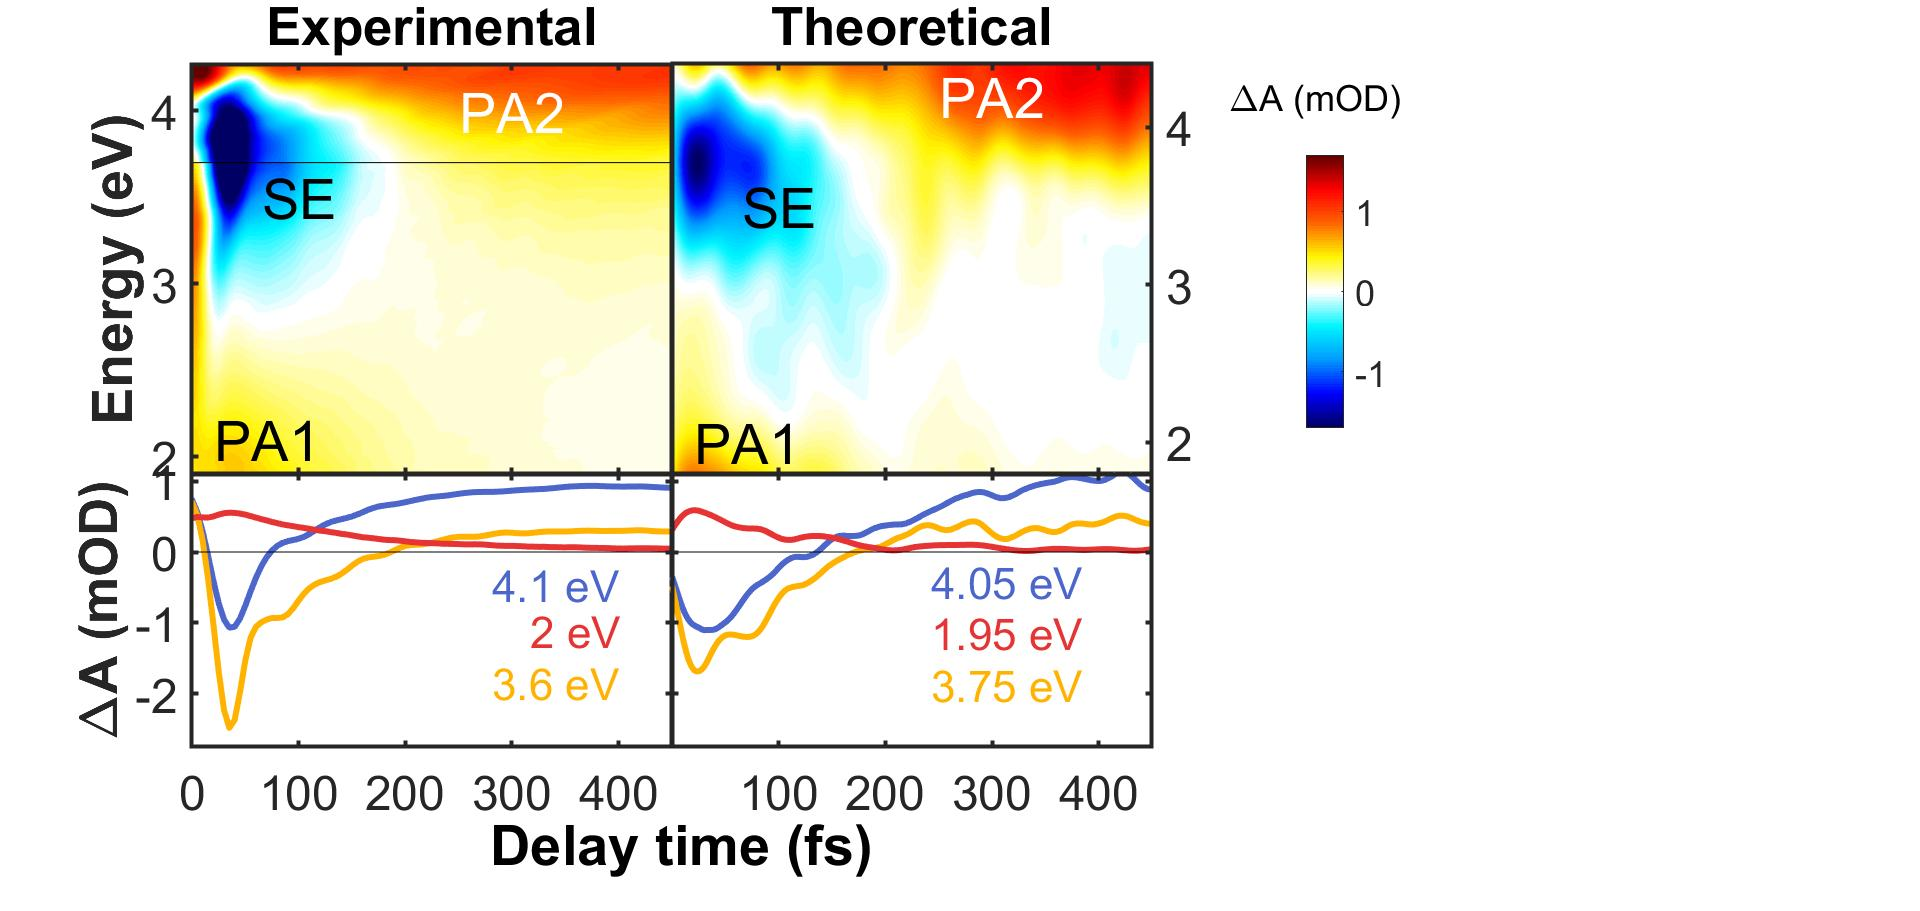 Experimental
Theoretical
Energy (eV)
4
3
2
PA2
SE
PA1
PA2
SE
PA1
4
3
2
ΔA (mOD)
1
0
-1
ΔA (mOD)
1
0
-1
-2
4.1 eV
2 eV
3.6 eV
4.05 eV
1.95 eV
3.75 eV
0 100 200 300 400
100 200 300 400
Delay time (fs)